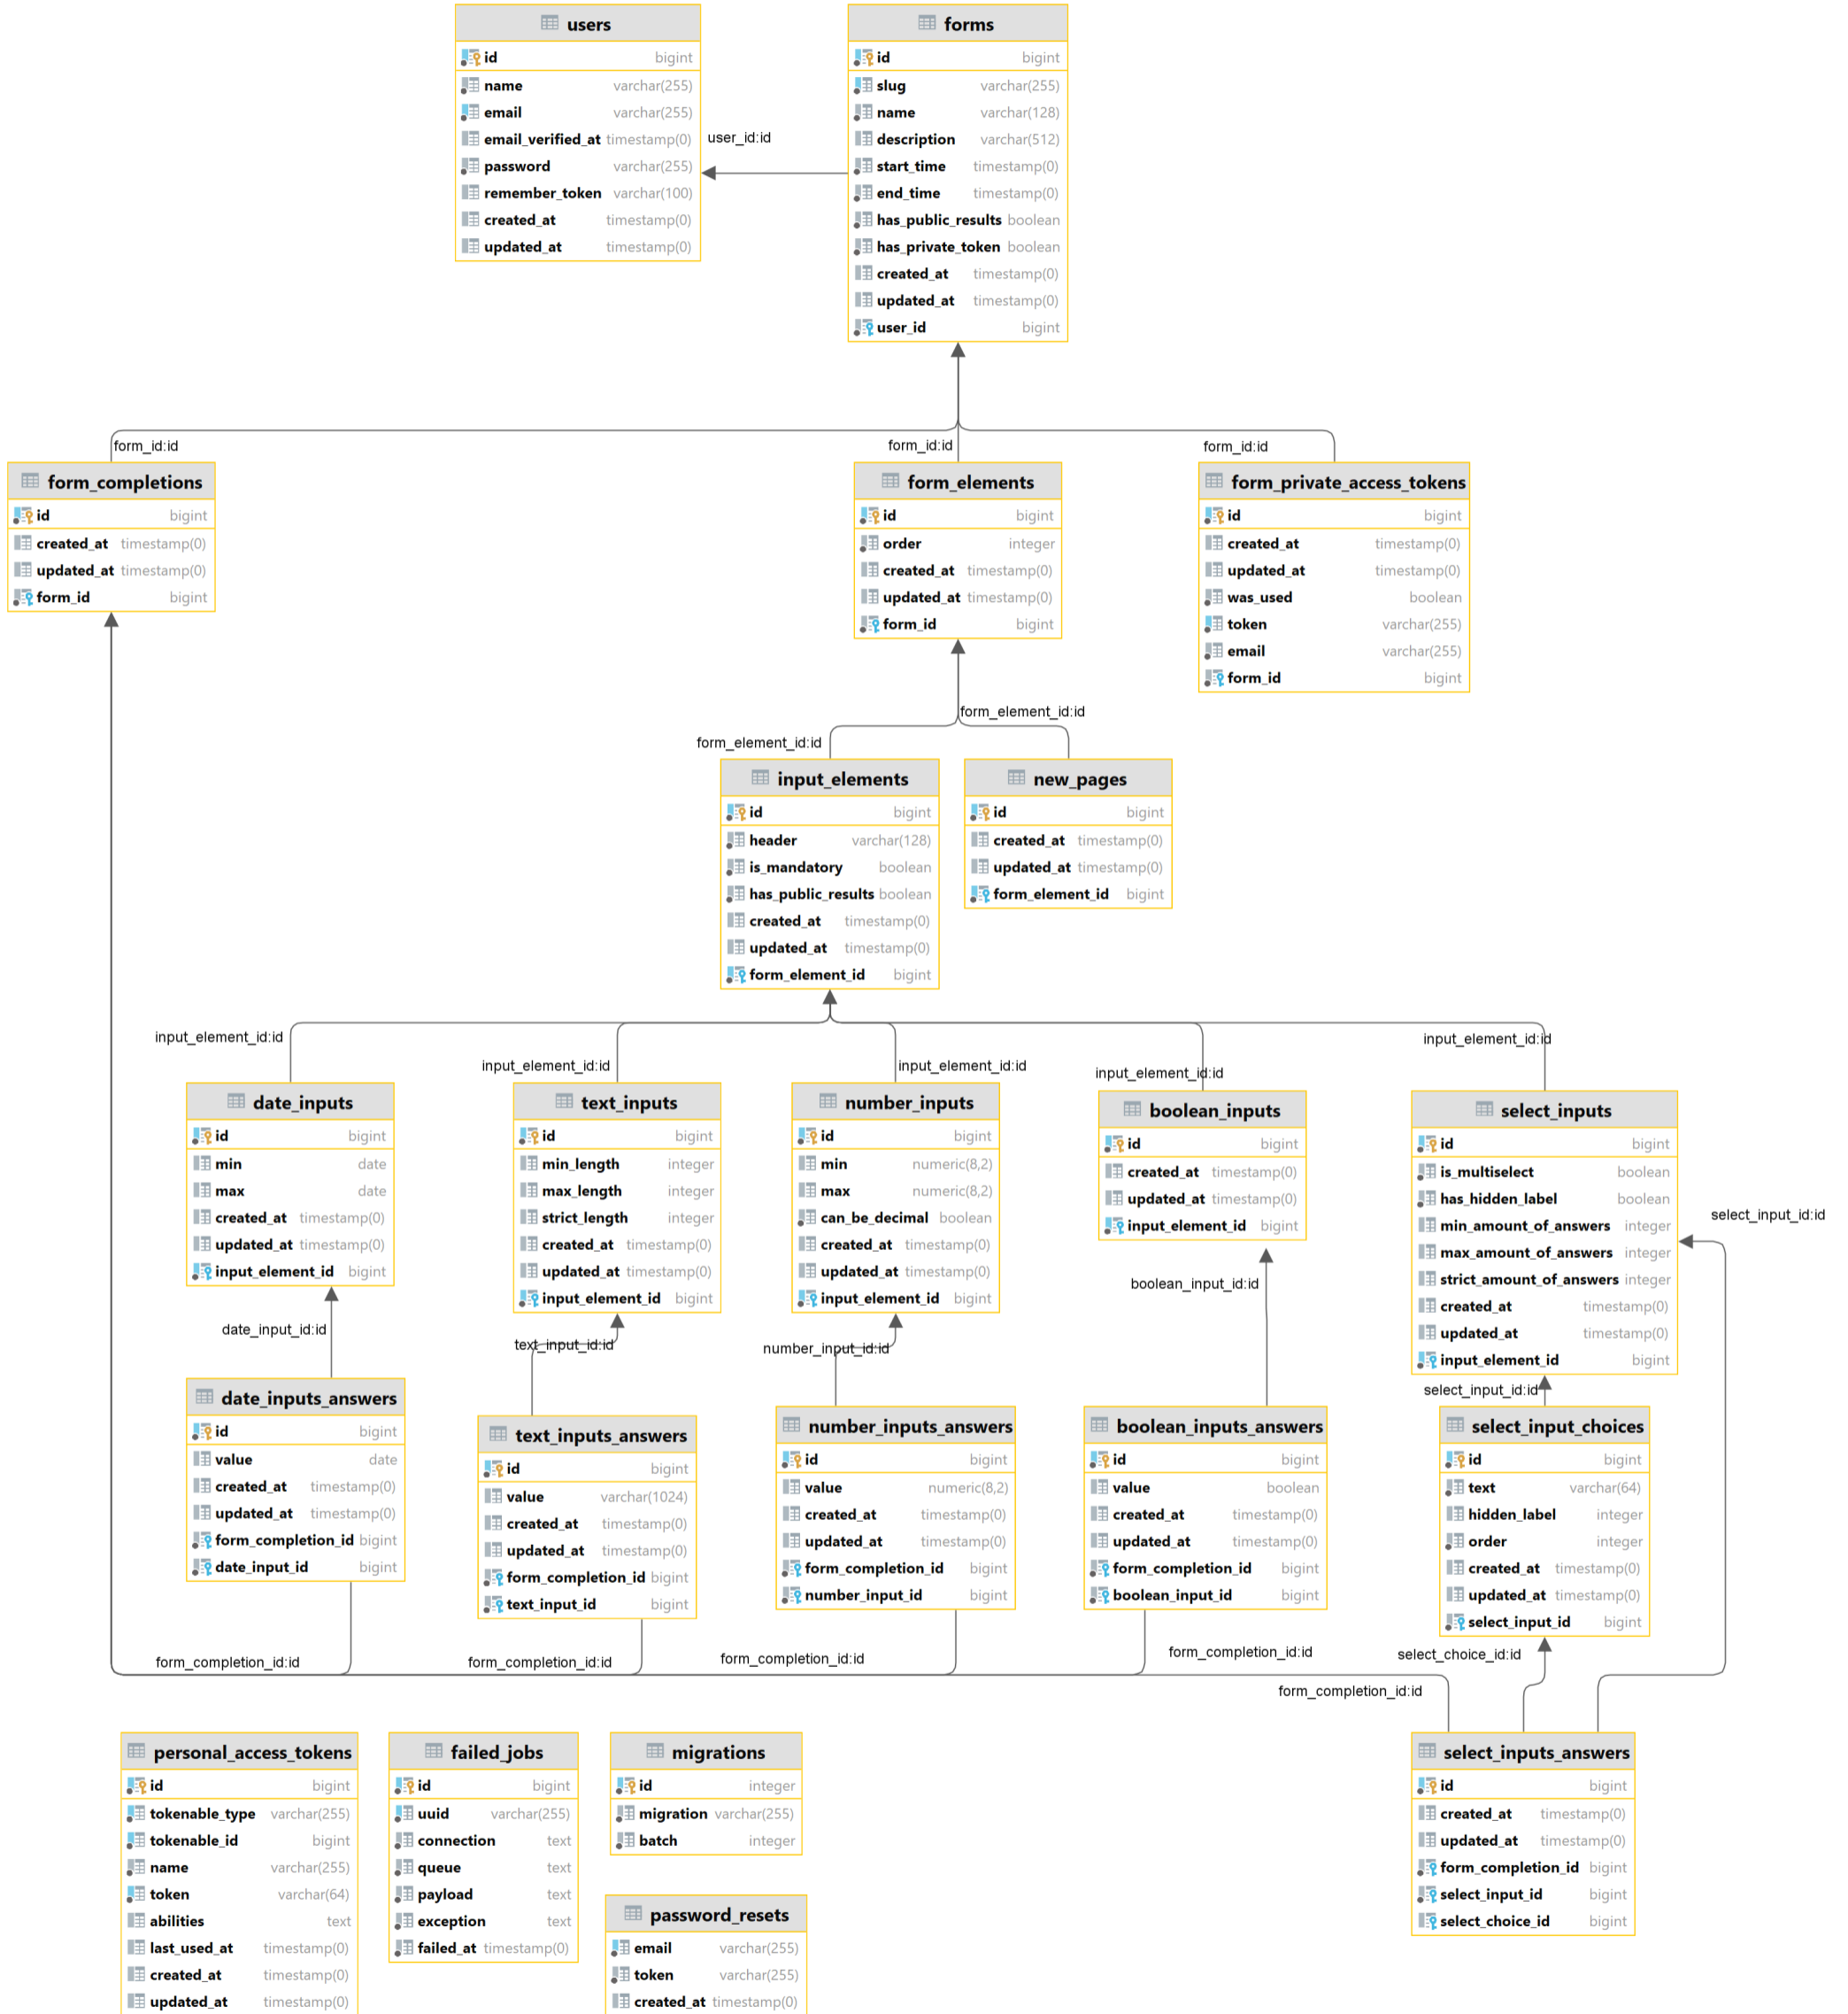 users
id bigint
name varchar(255)
email varchar(255)
email_verified_at timestamp(0)
password varchar(255)
remember_token varchar(100)
created_at timestamp(0)
updated_at timestamp(0)
user_id:id
forms
id bigint
slug varchar(255)
name varchar(128)
description varchar(512)
start_time timestamp(0)
end_time timestamp(0)
has_public_results boolean
has_private_token boolean
created_at timestamp(0)
updated_at timestamp(0)
user_id bigint
form_id:id
form_id:id
form_id:id
form_completions
id bigint
created_at timestamp(0)
updated_at timestamp(0)
form_id bigint
form_elements
id bigint
order integer
created_at timestamp(0)
updated_at timestamp(0)
form_id bigint
form_private_access_tokens
id bigint
created_at timestamp(0)
updated_at timestamp(0)
was_used boolean
token varchar(255)
email varchar(255)
form_id bigint
form_element_id:id
form_element_id:id
input_elements
id bigint
header varchar(128)
is_mandatory boolean
has_public_results boolean
created_at timestamp(0)
updated_at timestamp(0)
form_element_id bigint
new_pages
id bigint
created_at timestamp(0)
updated_at timestamp(0)
form_element_id bigint
input_element_id:id
input_element_id:id
input_element_id:id
input_element_id:id
input_element_id:id
date_inputs
id bigint
min date
max date
created_at timestamp(0)
updated_at timestamp(0)
input_element_id bigint
text_inputs
id bigint
min_length integer
max_length integer
strict_length integer
created_at timestamp(0)
updated_at timestamp(0)
input_element_id bigint
number_inputs
id bigint
min numeric(8,2)
max numeric(8,2)
can_be_decimal boolean
created_at timestamp(0)
updated_at timestamp(0)
input_element_id bigint
boolean_inputs
id bigint
created_at timestamp(0)
updated_at timestamp(0)
input_element_id bigint
select_inputs
id bigint
is_multiselect boolean
has_hidden_label boolean
min_amount_of_answers integer
max_amount_of_answers integer
strict_amount_of_answers integer
created_at timestamp(0)
updated_at timestamp(0)
input_element_id bigint
select_input_id:id
date_input_id:id
text_input_id:id
number_input_id:id
boolean_input_id:id
select_input_id:id
date_inputs_answers
id bigint
value date
created_at timestamp(0)
updated_at timestamp(0)
form_completion_id bigint
date_input_id bigint
text_inputs_answers
id bigint
value varchar(1024)
created_at timestamp(0)
updated_at timestamp(0)
form_completion_id bigint
text_input_id bigint
number_inputs_answers
id bigint
value numeric(8,2)
created_at timestamp(0)
updated_at timestamp(0)
form_completion_id bigint
number_input_id bigint
boolean_inputs_answers
id bigint
value boolean
created_at timestamp(0)
updated_at timestamp(0)
form_completion_id bigint
boolean_input_id bigint
select_input_choices
id bigint
text varchar(64)
hidden_label integer
order integer
created_at timestamp(0)
updated_at timestamp(0)
select_input_id bigint
form_completion_id:id
form_completion_id:id
form_completion_id:id
form_completion_id:id
select_choice_id:id
form_completion_id:id
personal_access_tokens
id bigint
tokenable_type varchar(255)
tokenable_id bigint
name varchar(255)
token varchar(64)
abilities text
last_used_at timestamp(0)
created_at timestamp(0)
updated_at timestamp(0)
failed_jobs
id bigint
uuid varchar(255)
connection text
queue text
payload text
exception text
failed_at timestamp(0)
migrations
id integer
migration varchar(255)
batch integer
password_resets
email varchar(255)
token varchar(255)
created_at timestamp(0)
select_inputs_answers
id bigint
created_at timestamp(0)
updated_at timestamp(0)
form_completion_id bigint
select_input_id bigint
select_choice_id bigint